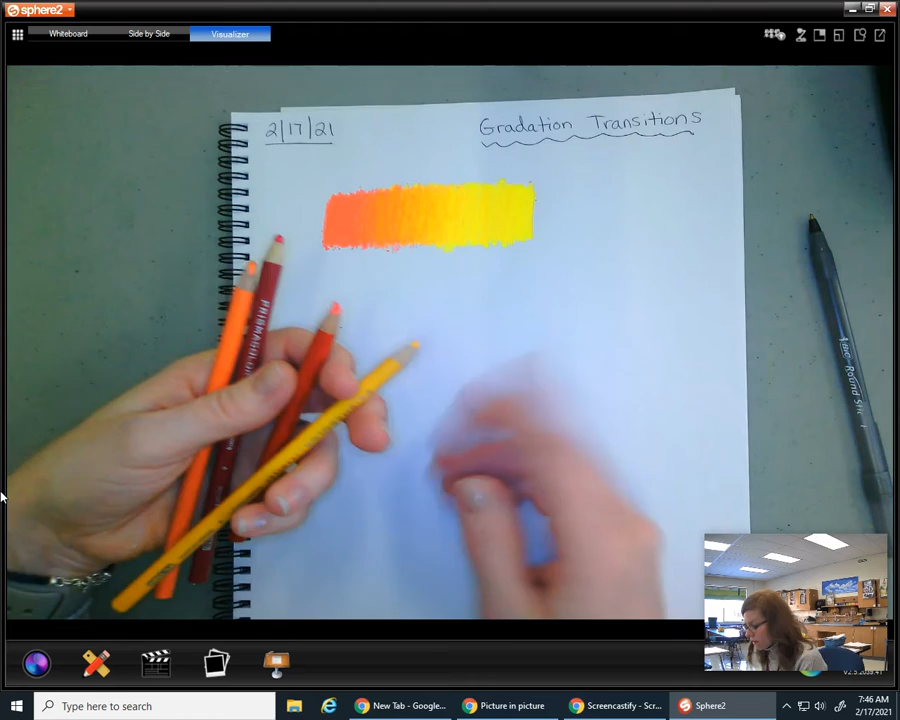 sphere2
Whiteboard
Side by Side
Visualizer
2/17/21
Gradation Transitions
BIC Round Stic
Type here to search
New Tab - Google...
Picture in picture
Screencastify - Scr...
Sphere2
7:46 AM
2/17/2021